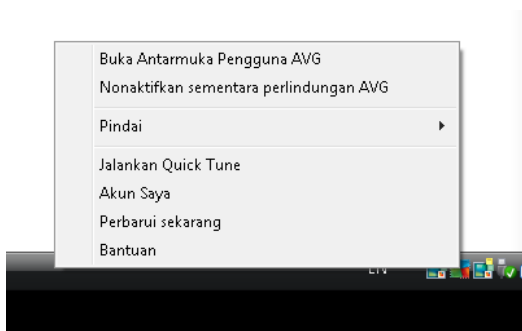 Buka Antarmuka Pengguna AVG
Nonaktifkan sementara perlindungan AVG
Pindai
Jalankan Quick Tune
Akun Saya
Perbarui sekarang
Bantuan